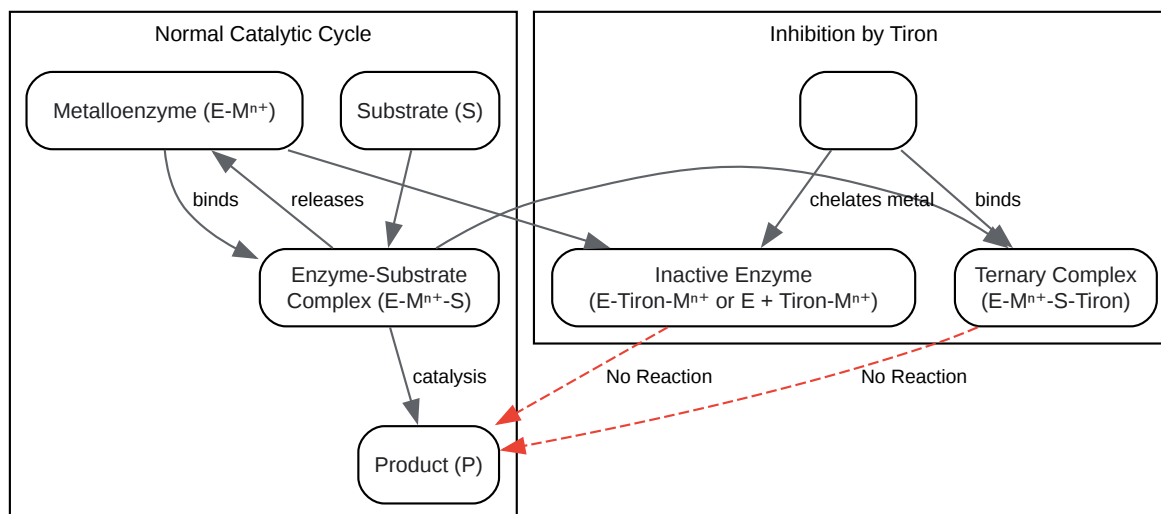 Normal Catalytic Cycle
Inhibition by Tiron
Metalloenzyme (E-Mⁿ⁺)
Substrate (S)
binds
releases
chelates metal
binds
Enzyme-Substrate
Complex (E-Mⁿ⁺-S)
Inactive Enzyme
(E-Tiron-Mⁿ⁺ or E + Tiron-Mⁿ⁺)
Ternary Complex
(E-Mⁿ⁺-S-Tiron)
catalysis
No Reaction
No Reaction
Product (P)